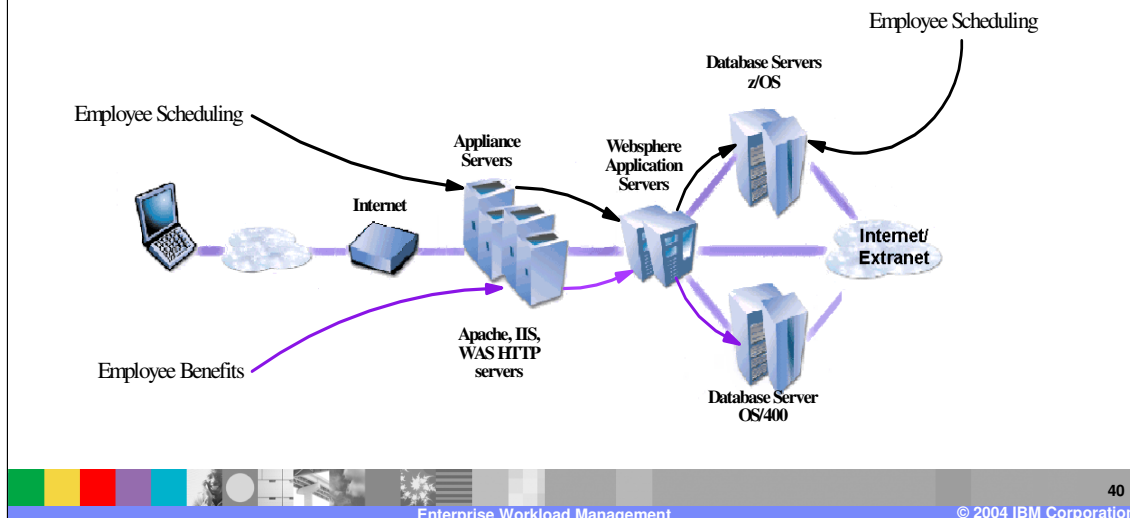 Employee Scheduling
Database Servers
z/OS
Employee Scheduling
Appliance
Servers
Websphere
Application
Servers
Internet
Internet/
Extranet
Apache, IIS,
WAS HTTP
servers
Employee Benefits
Database Server
OS/400
40
Enterprise Workload Management
© 2004 IBM Corporation